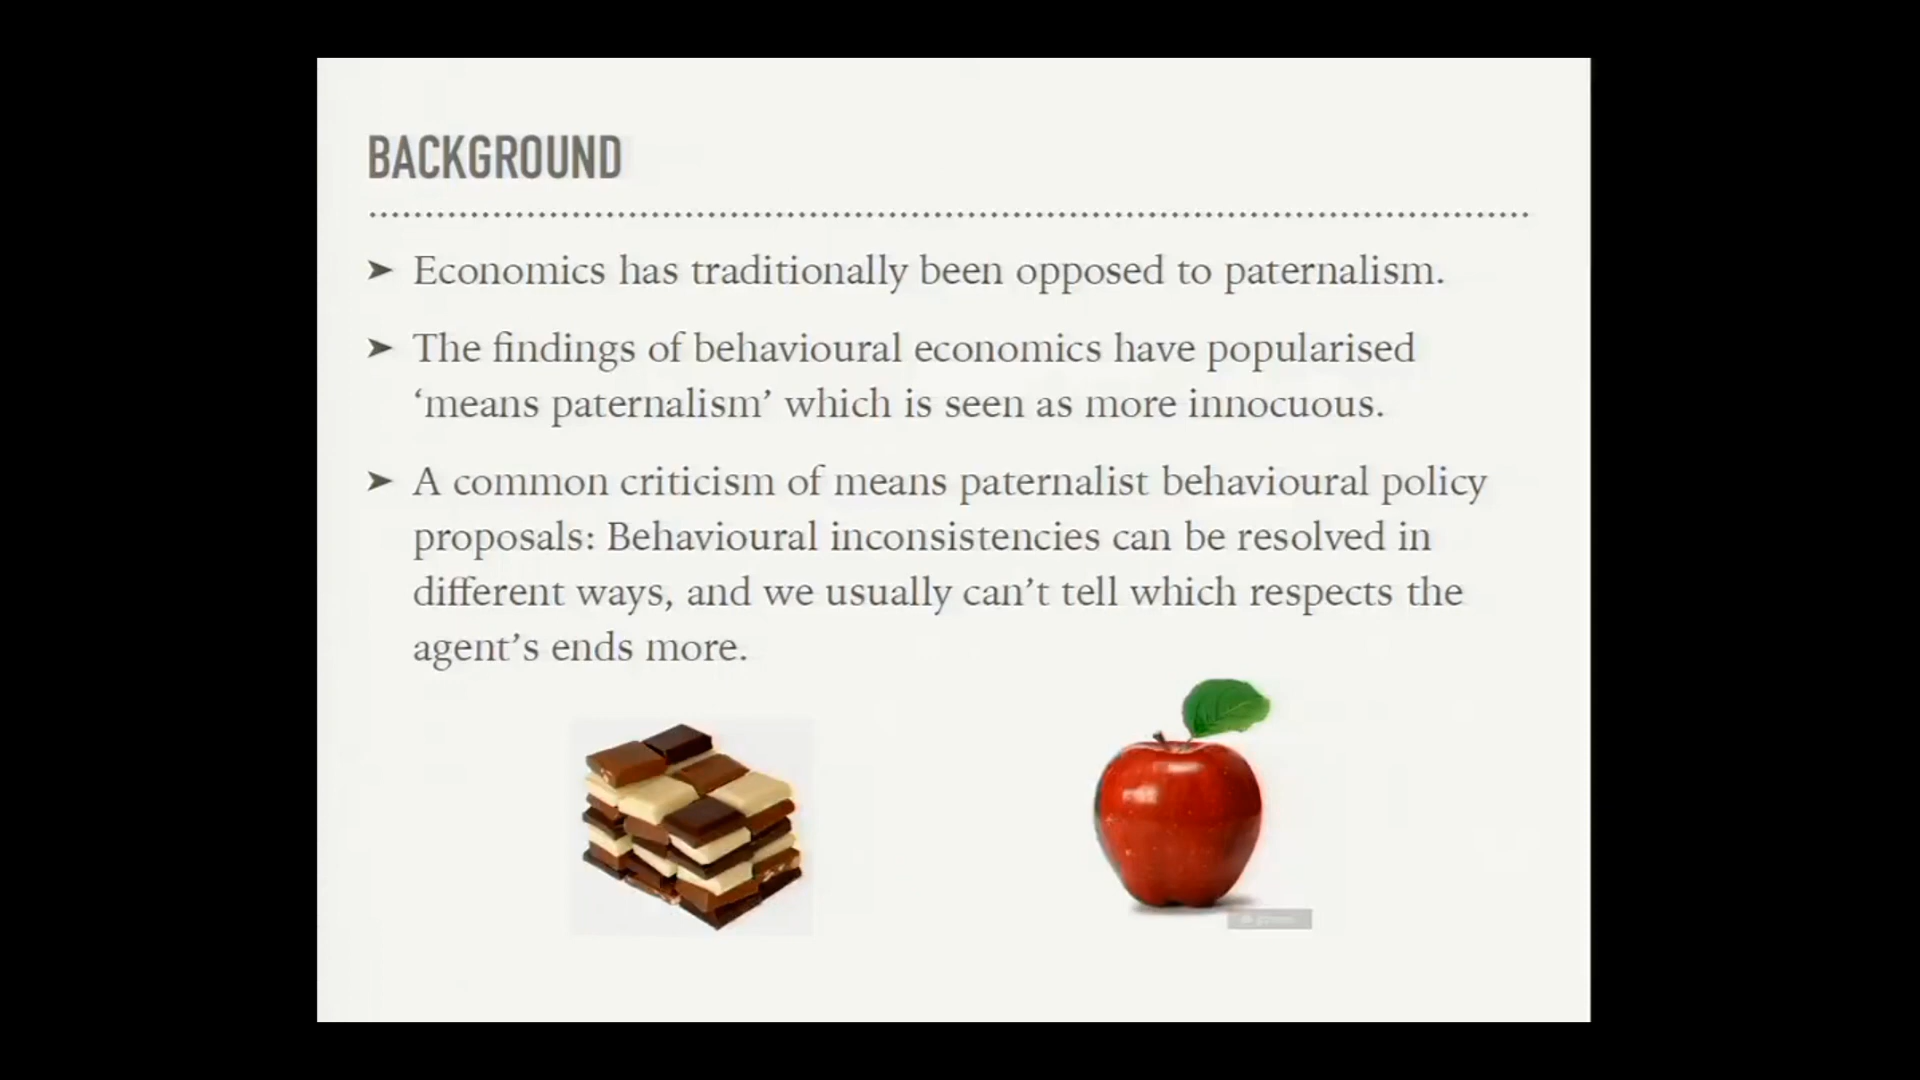 BACKGROUND
➤ Economics has traditionally been opposed to paternalism.
➤ The findings of behavioural economics have popularised
‘means paternalism’ which is seen as more innocuous.
➤ A common criticism of means paternalist behavioural policy
proposals: Behavioural inconsistencies can be resolved in
different ways, and we usually can’t tell which respects the
agent’s ends more.